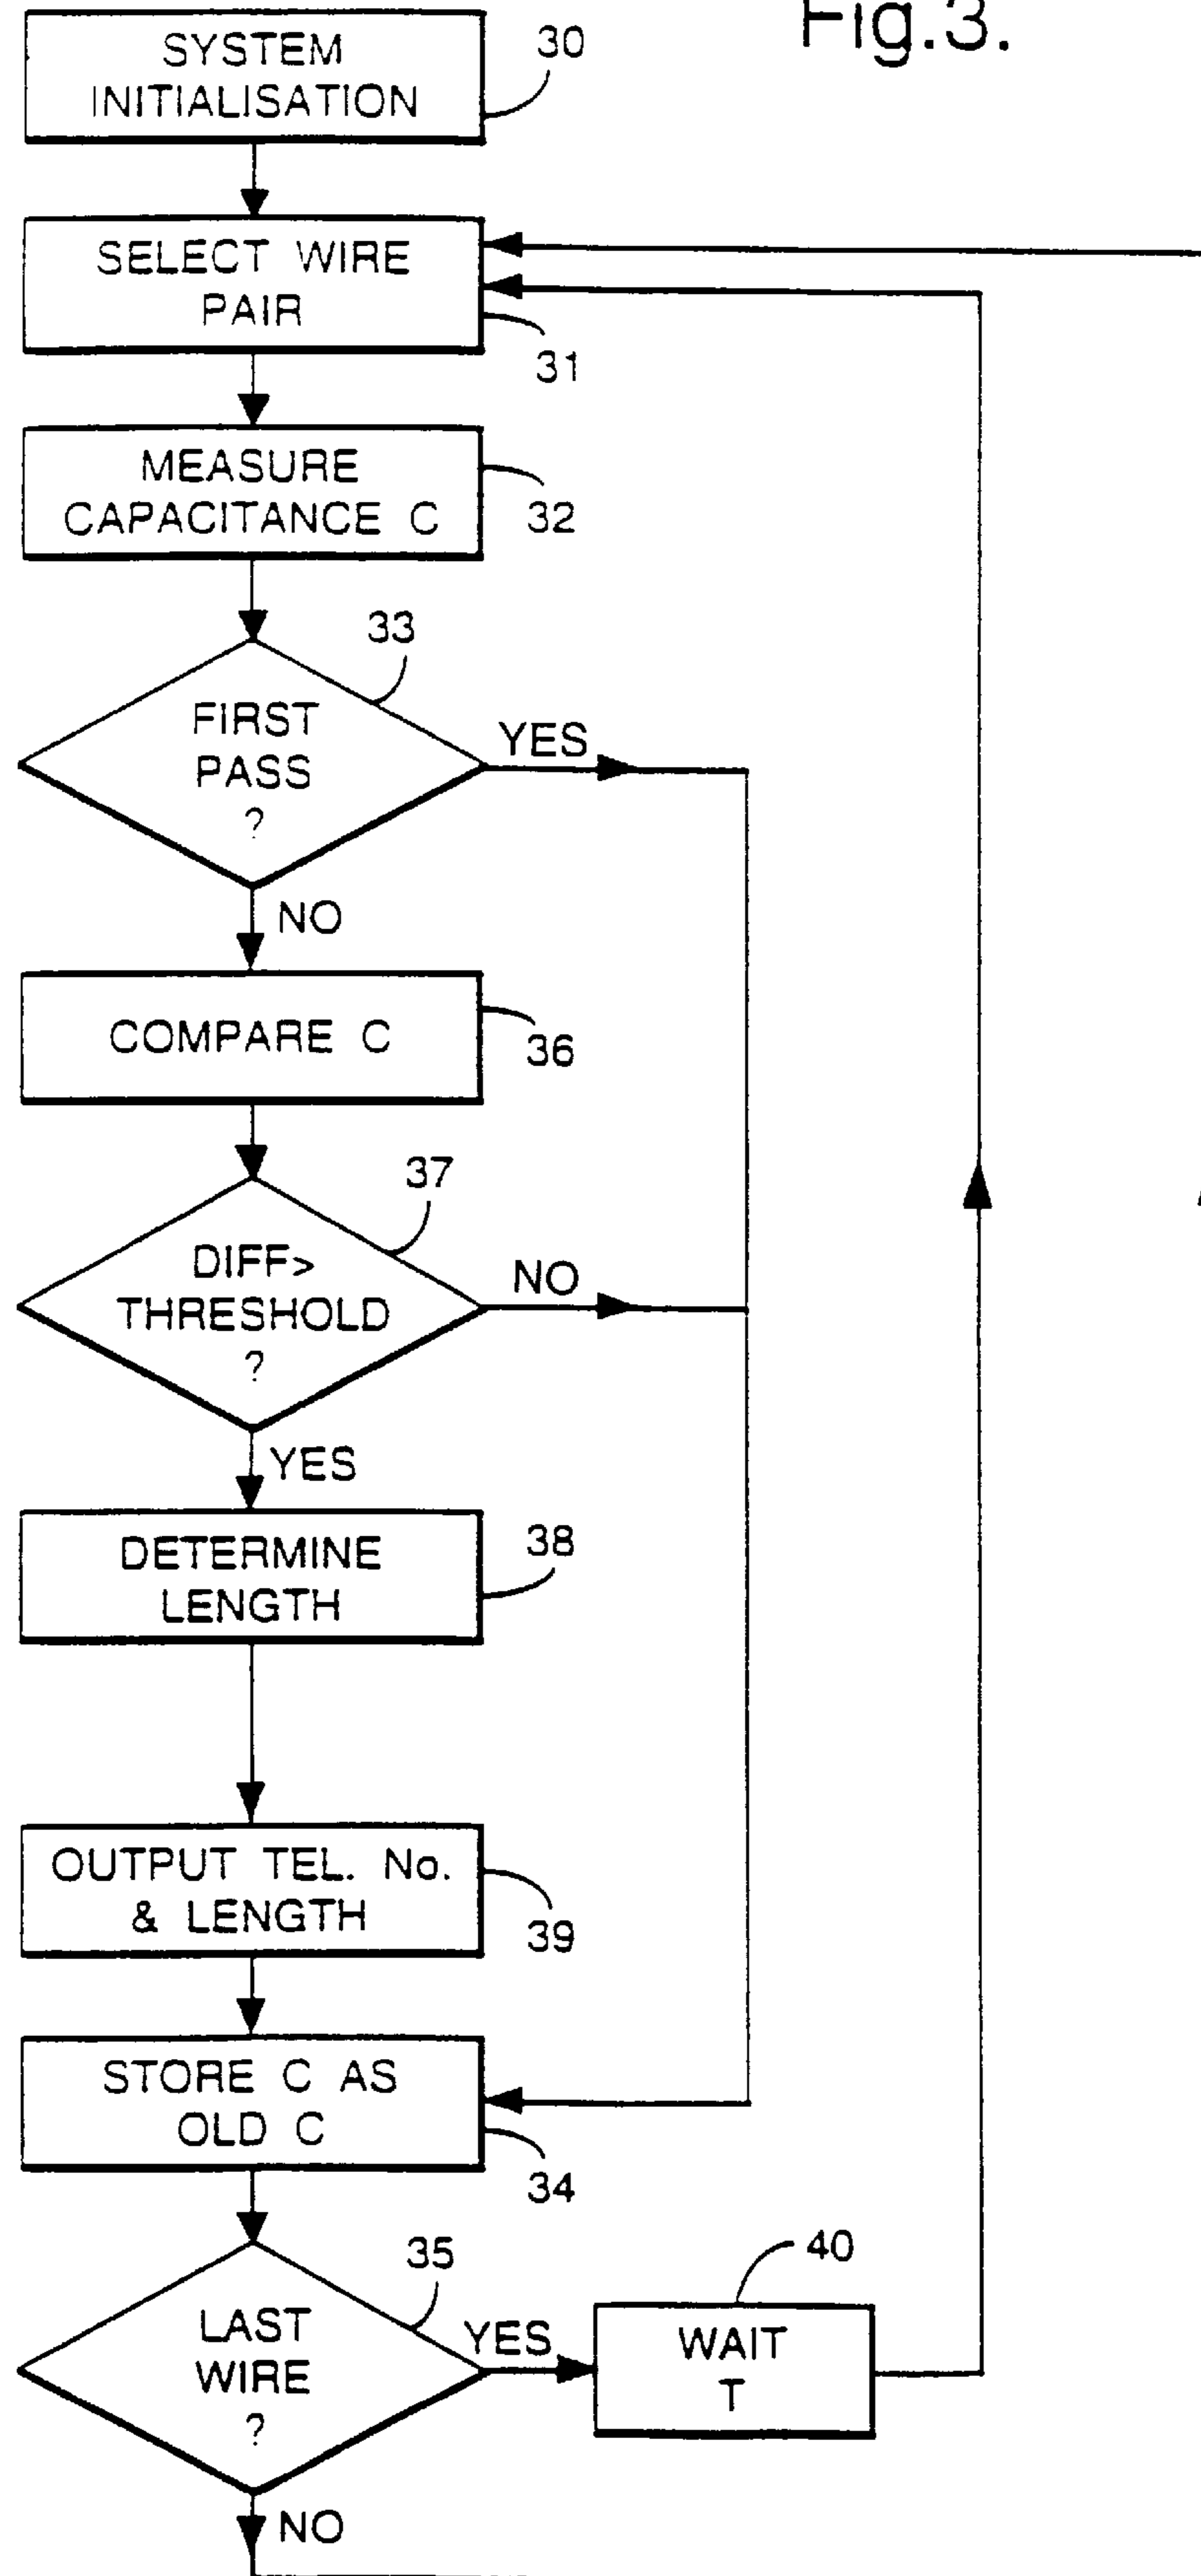 Fig.3.
SYSTEM
INITIALISATION
30
SELECT WIRE
PAIR
31
MEASURE
CAPACITANCE C
32
33
FIRST
PASS
?
YES
NO
COMPARE C
36
37
DIFF>
THRESHOLD
?
NO
YES
DETERMINE
LENGTH
38
OUTPUT TEL. No.
& LENGTH
39
STORE C AS
OLD C
34
35
LAST
WIRE
?
YES
40
WAIT
T
NO